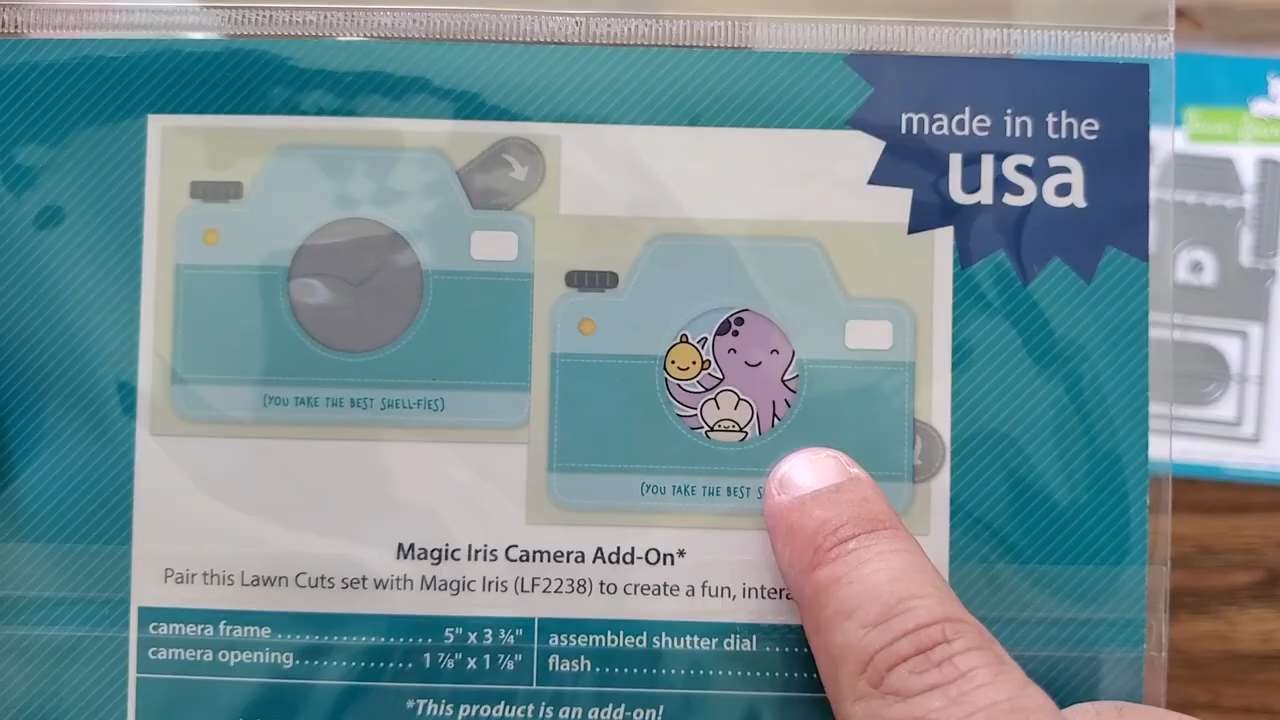 made in the
usa
(YOU TAKE THE BEST SHELL-FIES)
(YOU TAKE THE BEST
Magic Iris Camera Add-On*
Pair this Lawn Cuts set with Magic Iris (LF2238) to create a fun,
camera frame ................ 5" x 3 ¾"
camera opening............. 1 ⅞" x 1 ⅞"
assembled shutter dial .....
flash..........................
*This product is an add-on!